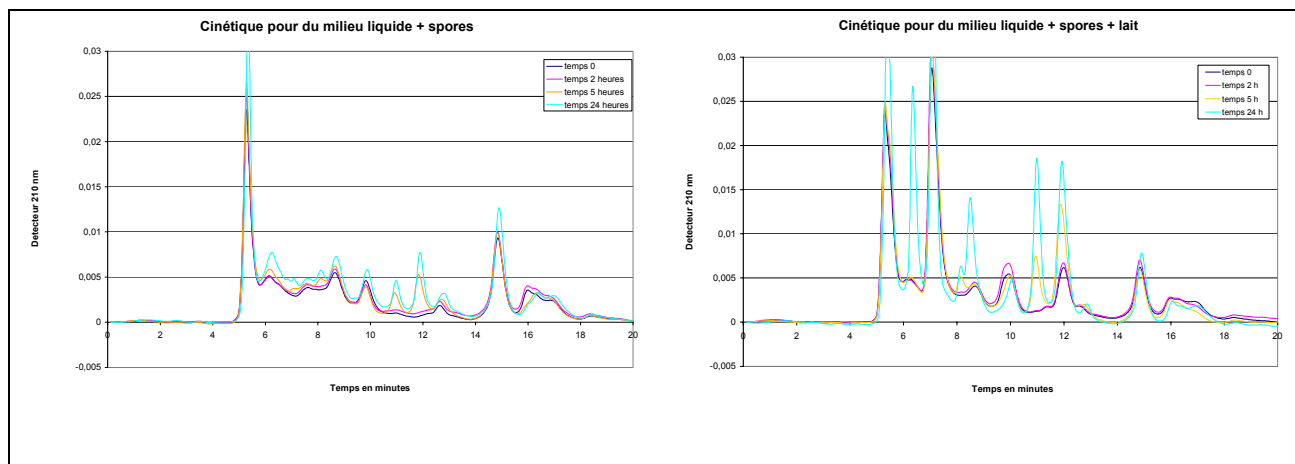 Cinétique pour du milieu liquide + spores
0,03
0,025
0,02
0,015
0,01
0,005
0
-0,005
Detecteur 210 nm
0 2 4 6 8 10 12 14 16 18 20
Temps en minutes
temps 0
temps 2 heures
temps 5 heures
temps 24 heures
Cinétique pour du milieu liquide + spores + lait
0,03
0,025
0,02
0,015
0,01
0,005
0
-0,005
Detecteur 210 nm
0 2 4 6 8 10 12 14 16 18 20
Temps en minutes
temps 0
temps 2 h
temps 5 h
temps 24 h